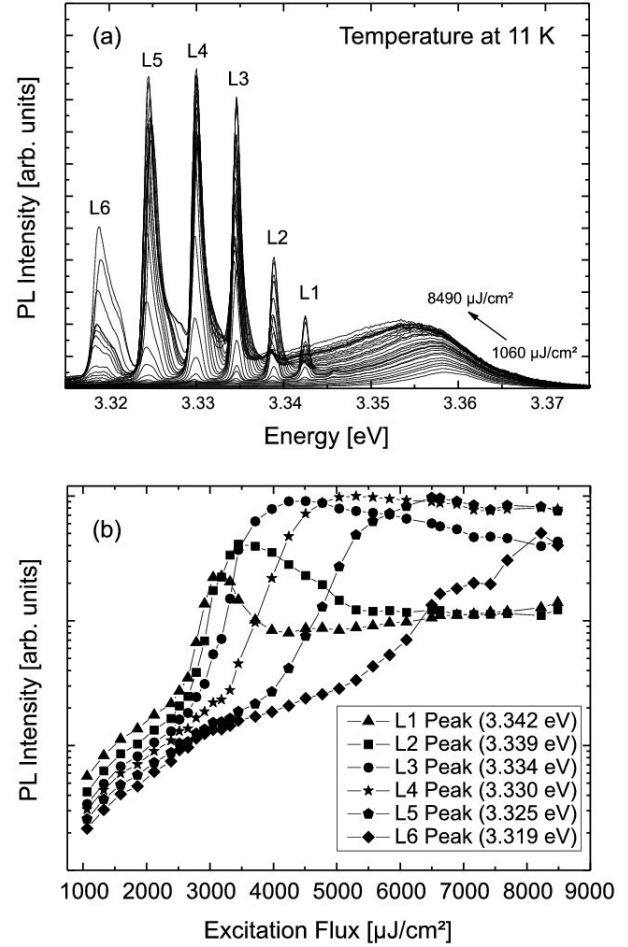 (a)
Temperature at 11 K
L6
L5
L4
L3
L2
L1
8490 µJ/cm²
1060 µJ/cm²
PL Intensity [arb. units]
3.32 3.33 3.34 3.35 3.36 3.37
Energy [eV]
(b)
PL Intensity [arb. units]
L1 Peak (3.342 eV)
L2 Peak (3.339 eV)
L3 Peak (3.334 eV)
L4 Peak (3.330 eV)
L5 Peak (3.325 eV)
L6 Peak (3.319 eV)
1000 2000 3000 4000 5000 6000 7000 8000 9000
Excitation Flux [µJ/cm²]